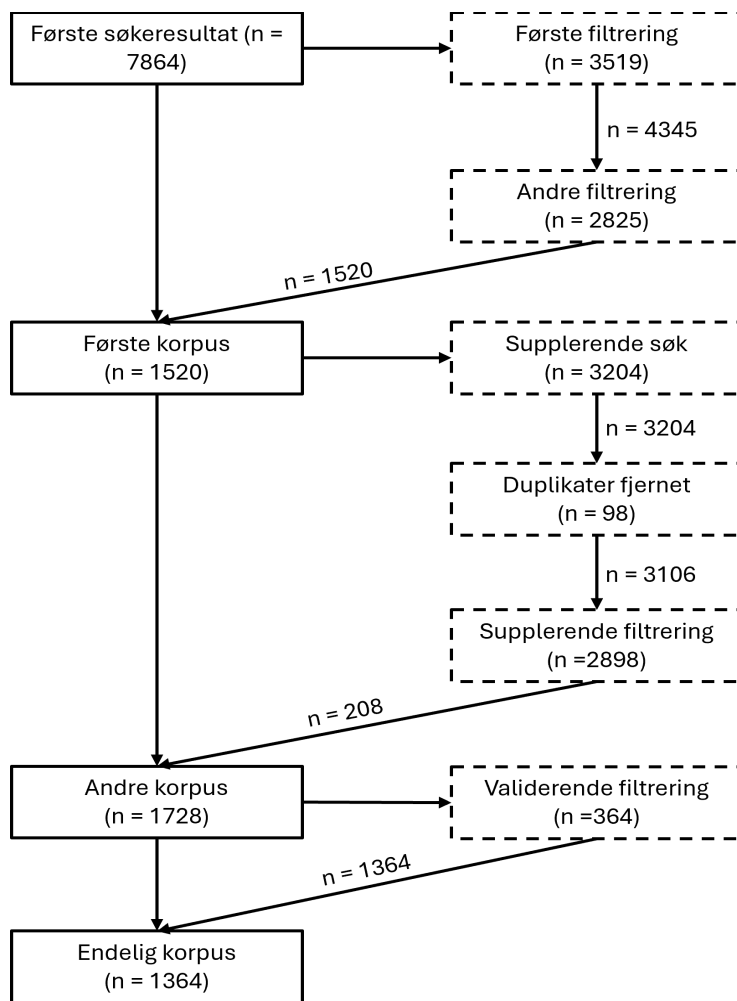 Første søkeresultat (n =
7864)
Første filtrering
(n = 3519)
n = 4345
Andre filtrering
(n = 2825)
n = 1520
Første korpus
(n = 1520)
Supplerende søk
(n = 3204)
n = 3204
Duplikater fjernet
(n = 98)
n = 3106
Supplerende filtrering
(n =2898)
n = 208
Andre korpus
(n = 1728)
Validerende filtrering
(n =364)
n = 1364
Endelig korpus
(n = 1364)